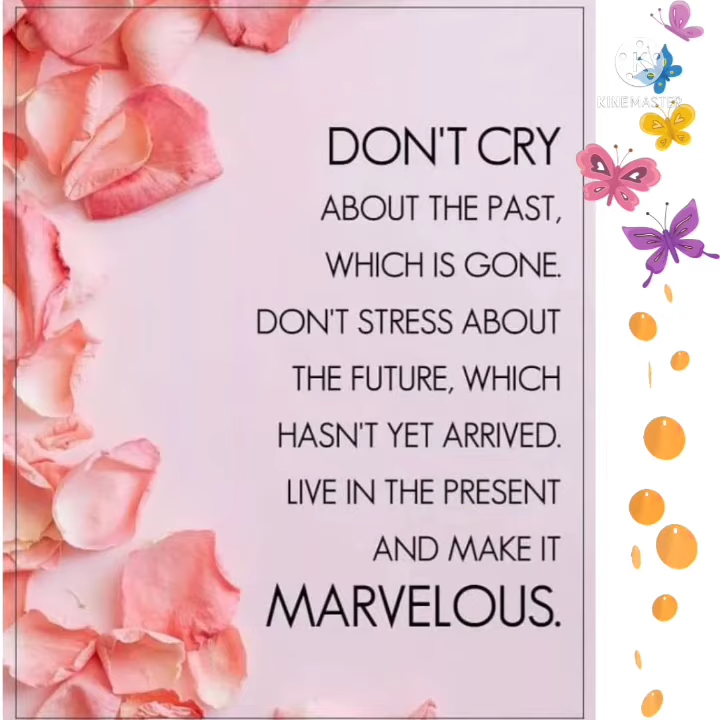 DON'T CRY
ABOUT THE PAST,
WHICH IS GONE.
DON'T STRESS ABOUT
THE FUTURE, WHICH
HASN'T YET ARRIVED.
LIVE IN THE PRESENT
AND MAKE IT
MARVELOUS.
KINEMASTER